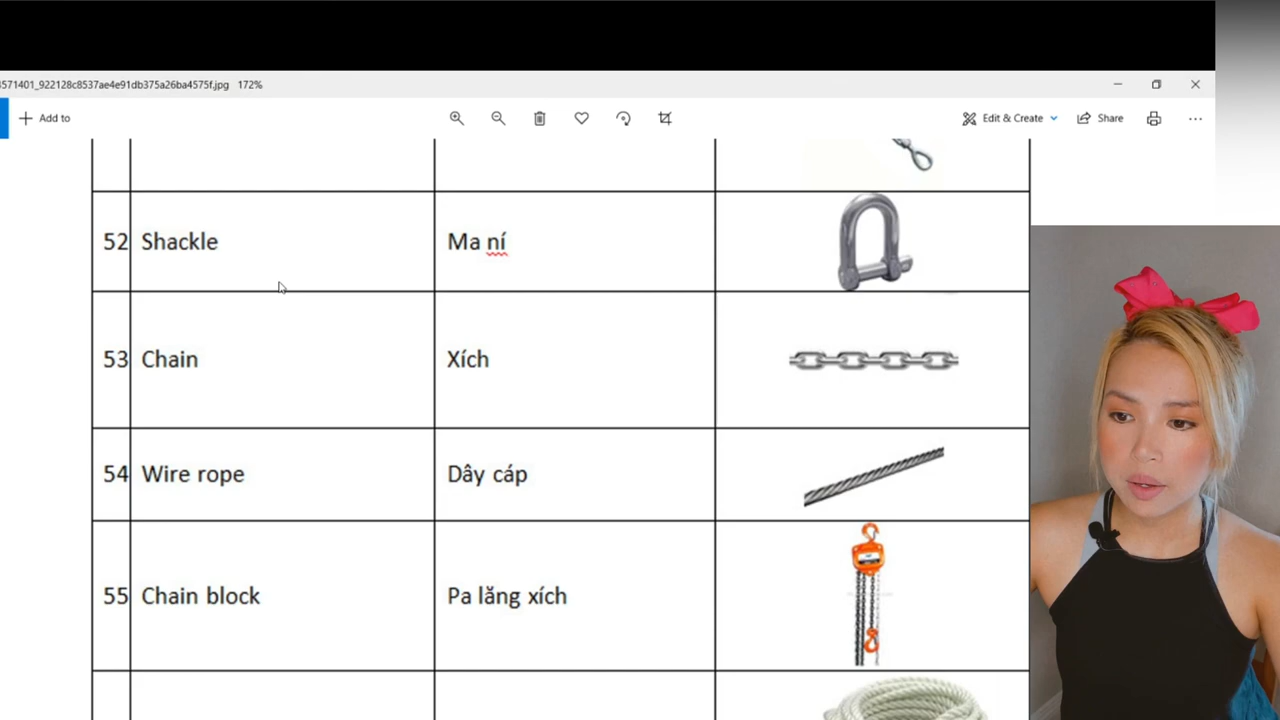 4571401_922128c8537ae4e91db375a26ba4575f.jpg 172%
Add to
Edit & Create
Share
52 Shackle Ma ní
53 Chain Xích
54 Wire rope Dây cáp
55 Chain block Pa lăng xích